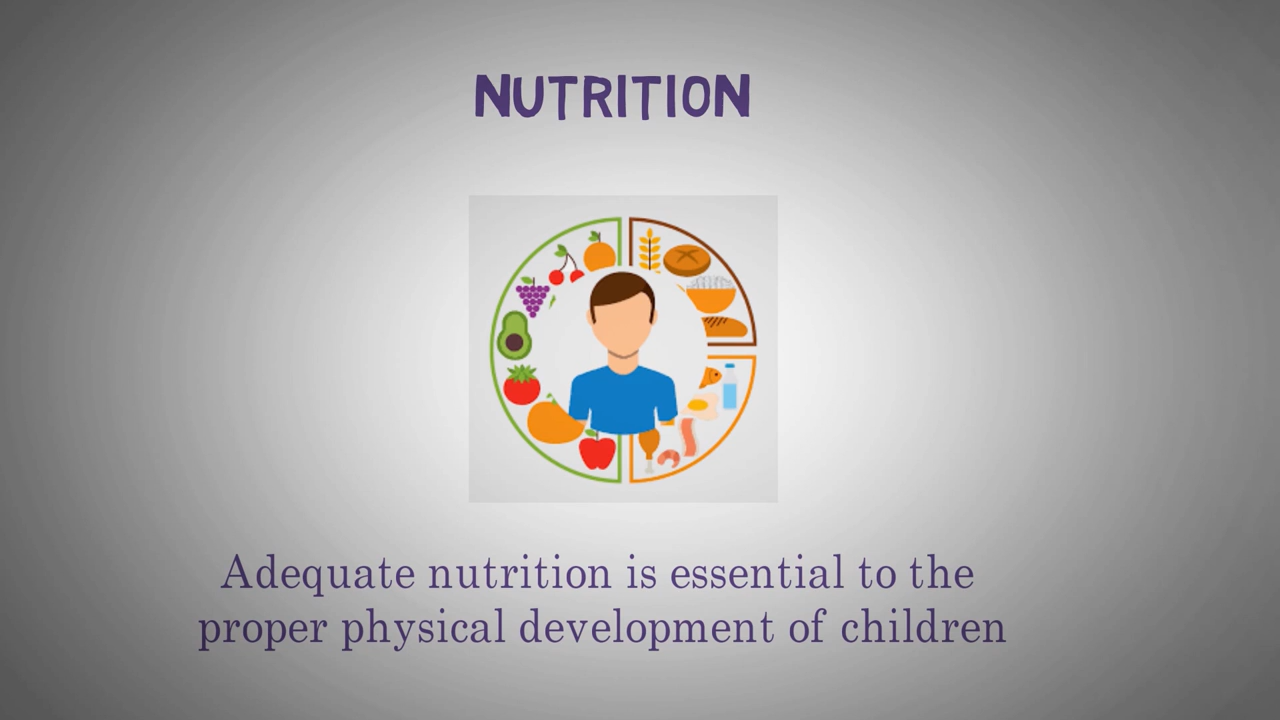 NUTRITION
Adequate nutrition is essential to the
proper physical development of children